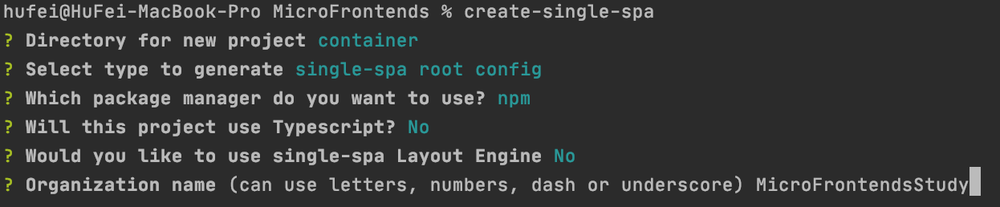 hufei@HuFei-MacBook-Pro MicroFrontends % create-single-spa
? Directory for new project container
? Select type to generate single-spa root config
? Which package manager do you want to use? npm
? Will this project use Typescript? No
? Would you like to use single-spa Layout Engine No
? Organization name (can use letters, numbers, dash or underscore) MicroFrontendsStudy